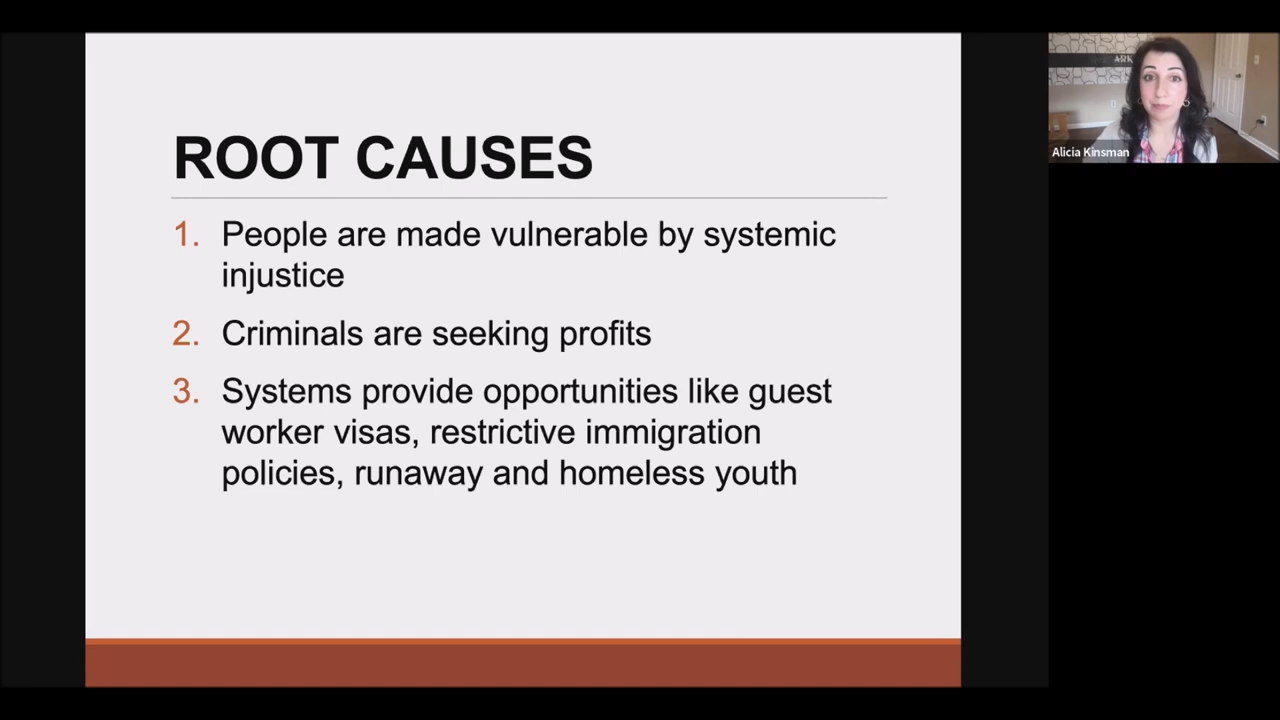 ROOT CAUSES
1. People are made vulnerable by systemic
injustice
2. Criminals are seeking profits
3. Systems provide opportunities like guest
worker visas, restrictive immigration
policies, runaway and homeless youth
Alicia Kinsman